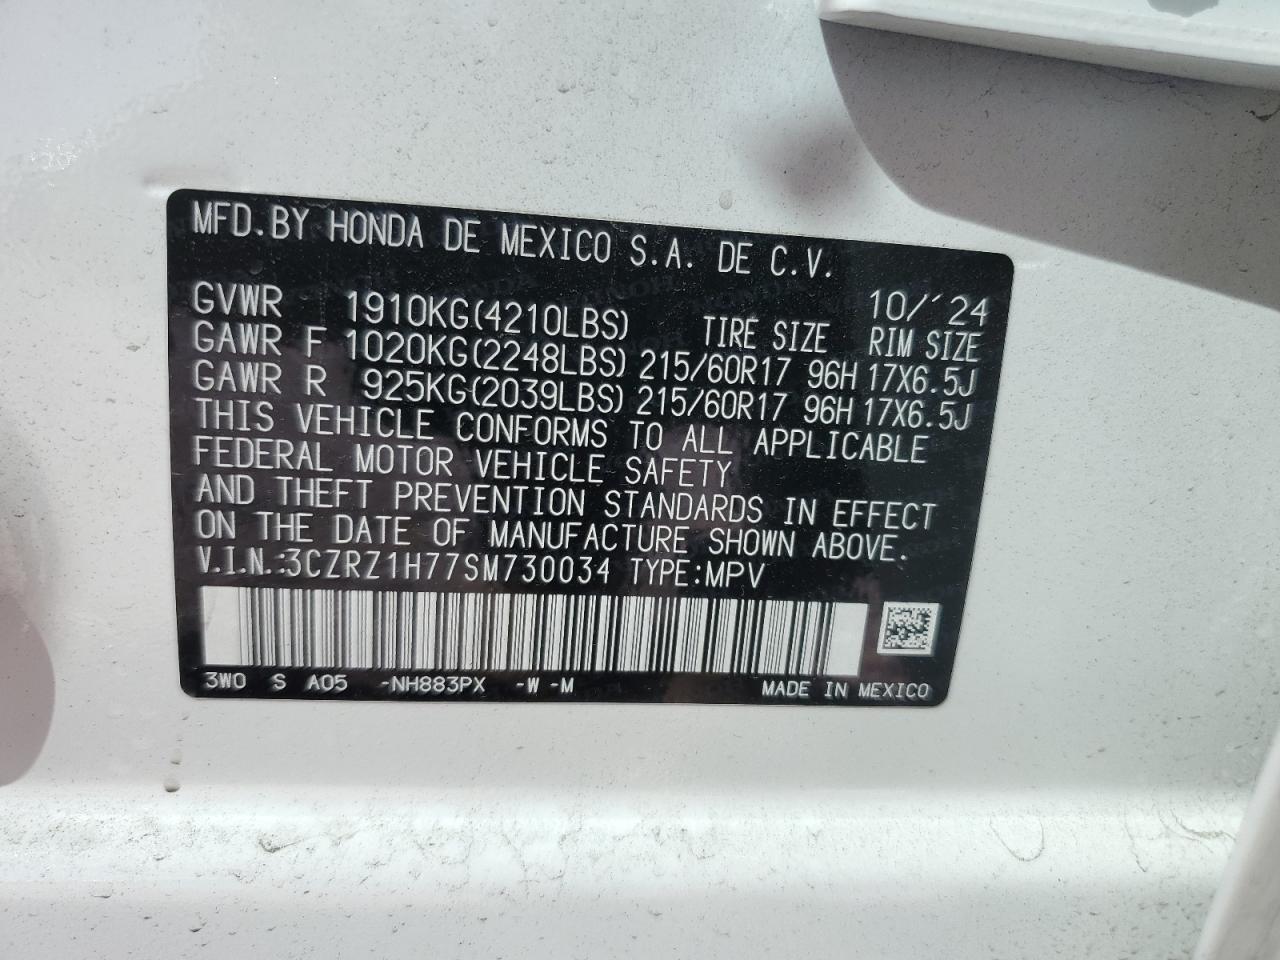 MFD.BY HONDA DE MEXICO S.A. DE C.V.
10/'24
GVWR 1910KG(4210LBS) TIRE SIZE RIM SIZE
GAWR F 1020KG(2248LBS) 215/60R17 96H 17X6.5J
GAWR R 925KG(2039LBS) 215/60R17 96H 17X6.5J
THIS VEHICLE CONFORMS TO ALL APPLICABLE
FEDERAL MOTOR VEHICLE SAFETY
AND THEFT PREVENTION STANDARDS IN EFFECT
ON THE DATE OF MANUFACTURE SHOWN ABOVE.
V.I.N.:3CZRZ1H77SM730034 TYPE:MPV
3W0 S A05 -NH883PX -W -M MADE IN MEXICO